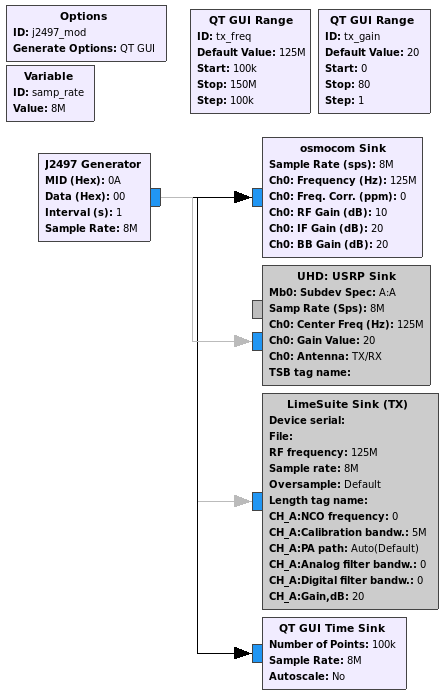 Options
ID: j2497_mod
Generate Options: QT GUI
Variable
ID: samp_rate
Value: 8M
QT GUI Range
ID: tx_freq
Default Value: 125M
Start: 100k
Stop: 150M
Step: 100k
QT GUI Range
ID: tx_gain
Default Value: 20
Start: 0
Stop: 80
Step: 1
J2497 Generator
MID (Hex): 0A
Data (Hex): 00
Interval (s): 1
Sample Rate: 8M
osmocom Sink
Sample Rate (sps): 8M
Ch0: Frequency (Hz): 125M
Ch0: Freq. Corr. (ppm): 0
Ch0: RF Gain (dB): 10
Ch0: IF Gain (dB): 20
Ch0: BB Gain (dB): 20
UHD: USRP Sink
Mb0: Subdev Spec: A:A
Samp Rate (Sps): 8M
Ch0: Center Freq (Hz): 125M
Ch0: Gain Value: 20
Ch0: Antenna: TX/RX
TSB tag name:
LimeSuite Sink (TX)
Device serial:
File:
RF frequency: 125M
Sample rate: 8M
Oversample: Default
Length tag name:
CH_A:NCO frequency: 0
CH_A:Calibration bandw.: 5M
CH_A:PA path: Auto(Default)
CH_A:Analog filter bandw.: 0
CH_A:Digital filter bandw.: 0
CH_A:Gain,dB: 20
QT GUI Time Sink
Number of Points: 100k
Sample Rate: 8M
Autoscale: No